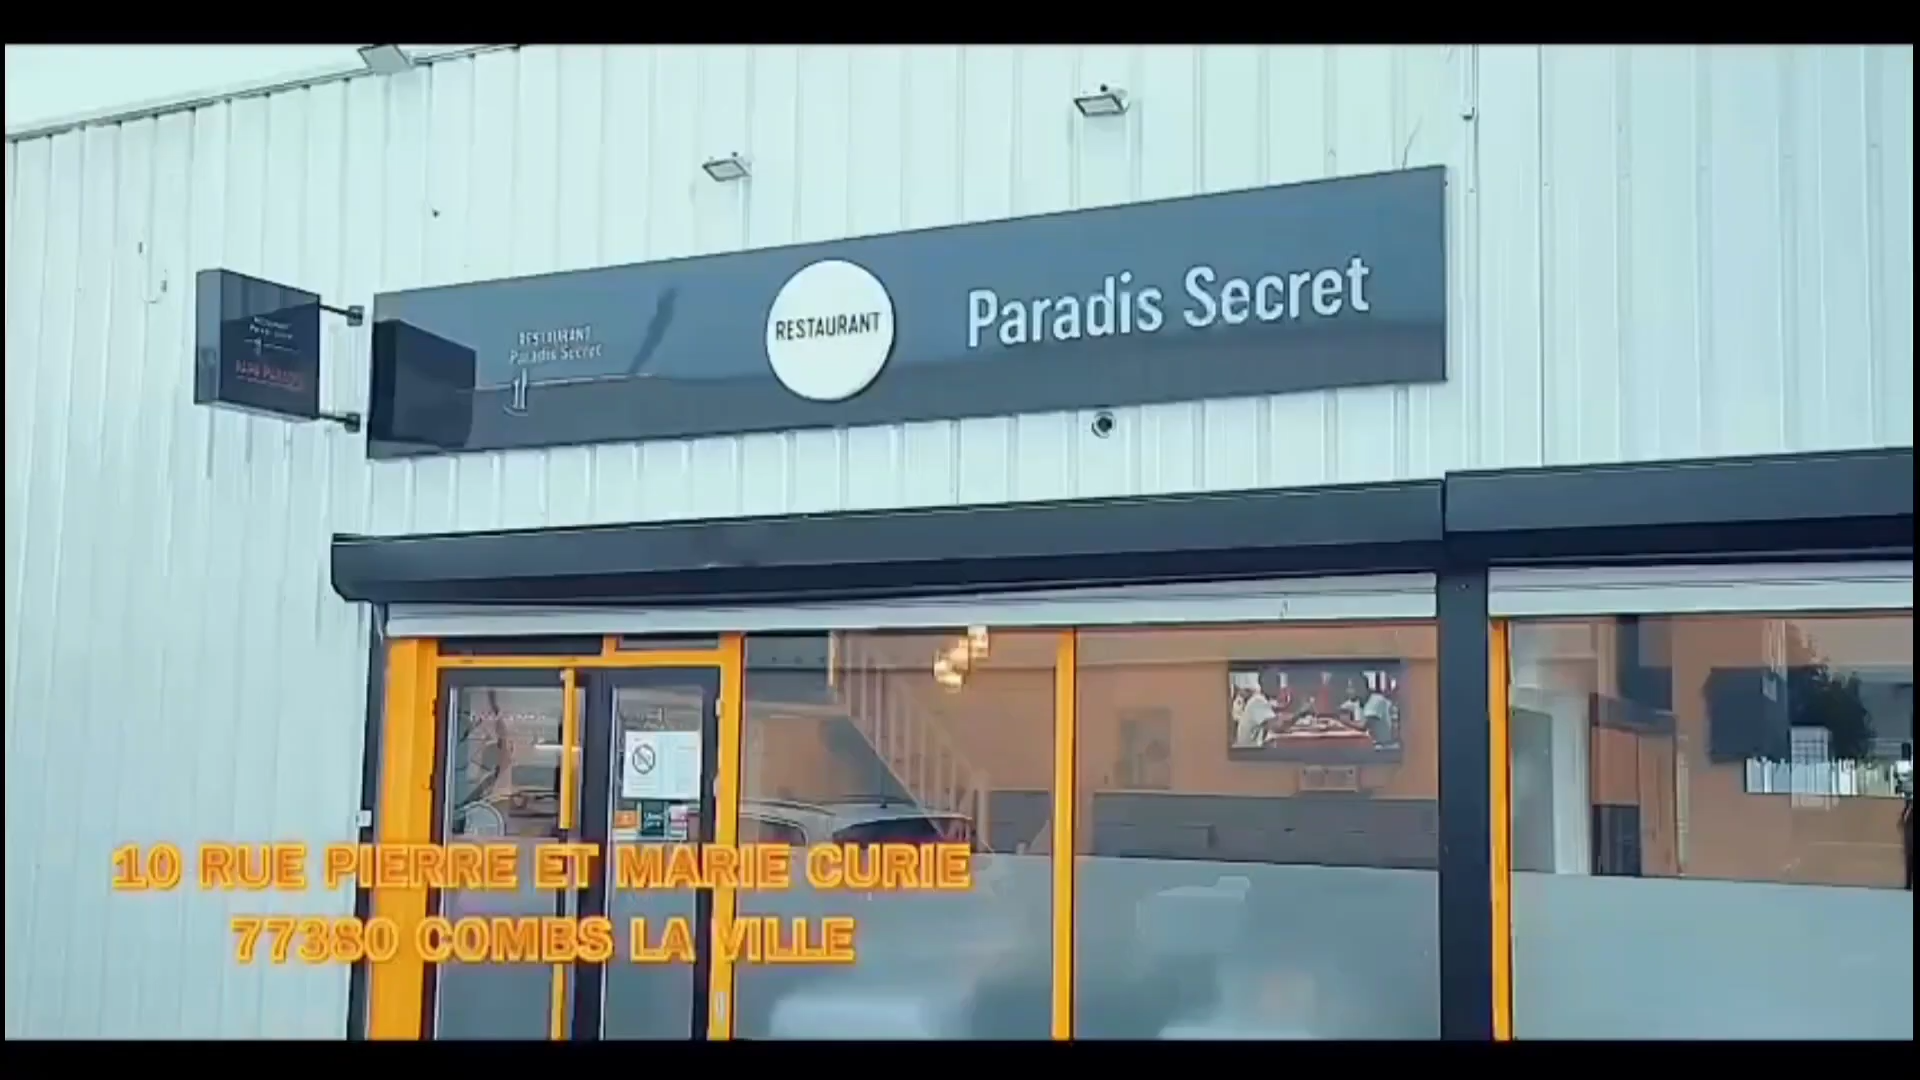 RESTAURANT
Paradis Secret
RESTAURANT
Paradis Secret
10 RUE PIERRE ET MARIE CURIE
77380 COMBS LA VILLE